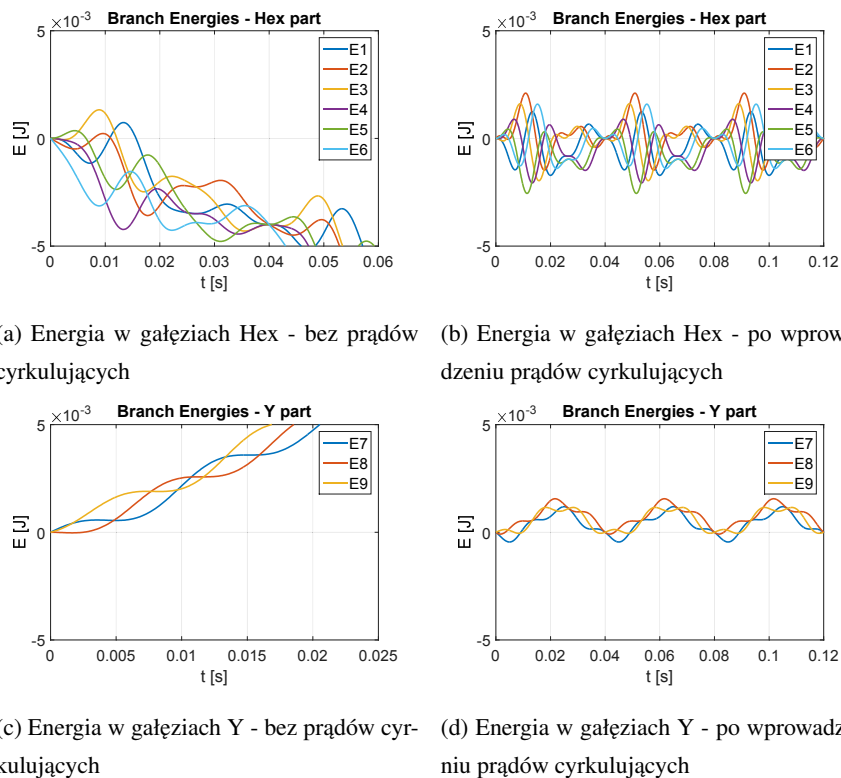 Branch Energies - Hex part
×10⁻³
5
0
-5
E [J]
E1
E2
E3
E4
E5
E6
0 0.01 0.02 0.03 0.04 0.05 0.06
t [s]
Branch Energies - Hex part
×10⁻³
5
0
-5
E [J]
E1
E2
E3
E4
E5
E6
0 0.02 0.04 0.06 0.08 0.1 0.12
t [s]
(a) Energia w gałęziach Hex - bez prądów
cyrkulujących
(b) Energia w gałęziach Hex - po wprow
dzeniu prądów cyrkulujących
Branch Energies - Y part
×10⁻³
5
0
-5
E [J]
E7
E8
E9
0 0.005 0.01 0.015 0.02 0.025
t [s]
Branch Energies - Y part
×10⁻³
5
0
-5
E [J]
E7
E8
E9
0 0.02 0.04 0.06 0.08 0.1 0.12
t [s]
(c) Energia w gałęziach Y - bez prądów cyr-
kulujących
(d) Energia w gałęziach Y - po wprowadz
niu prądów cyrkulujących